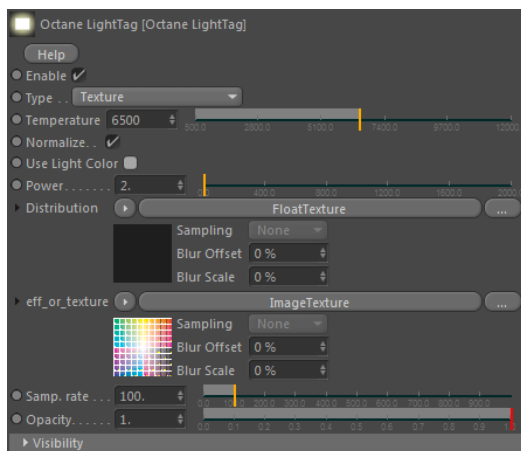 Octane LightTag [Octane LightTag]
Help
Enable
Type . . Texture
Temperature 6500 500.0 2800.0 5100.0 7400.0 9700.0 12000
Normalize. .
Use Light Color
Power. . . . . . . 2. 0.0 400.0 800.0 1200.0 1600.0 2000.0
Distribution FloatTexture ...
Sampling None
Blur Offset 0 %
Blur Scale 0 %
eff_or_texture ImageTexture ...
Sampling None
Blur Offset 0 %
Blur Scale 0 %
Samp. rate . . . 100. 0.0 100.0 200.0 300.0 400.0 500.0 600.0 700.0 800.0 900.0
Opacity. . . . . . 1. 0.0 0.1 0.2 0.3 0.4 0.5 0.6 0.7 0.8 0.9 1.0
Visibility